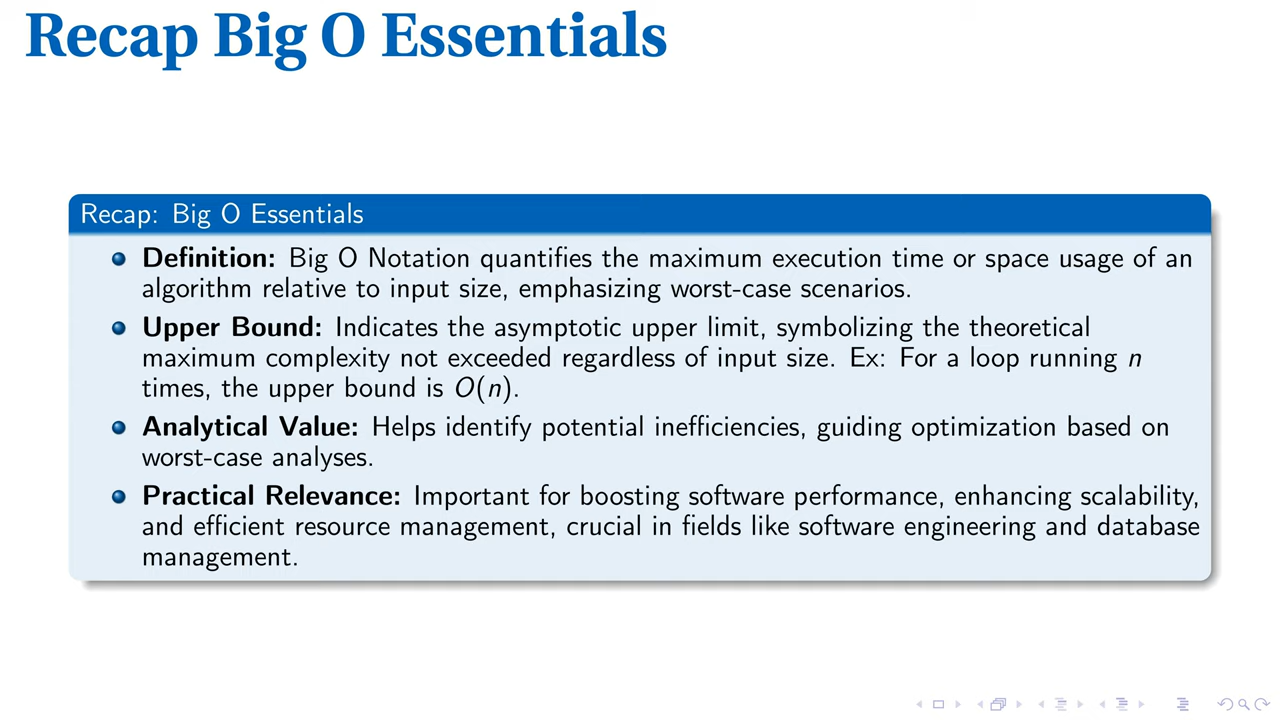 Recap Big O Essentials
Recap: Big O Essentials
Definition: Big O Notation quantifies the maximum execution time or space usage of an
algorithm relative to input size, emphasizing worst-case scenarios.
Upper Bound: Indicates the asymptotic upper limit, symbolizing the theoretical
maximum complexity not exceeded regardless of input size. Ex: For a loop running n
times, the upper bound is O(n).
Analytical Value: Helps identify potential inefficiencies, guiding optimization based on
worst-case analyses.
Practical Relevance: Important for boosting software performance, enhancing scalability,
and efficient resource management, crucial in fields like software engineering and database
management.